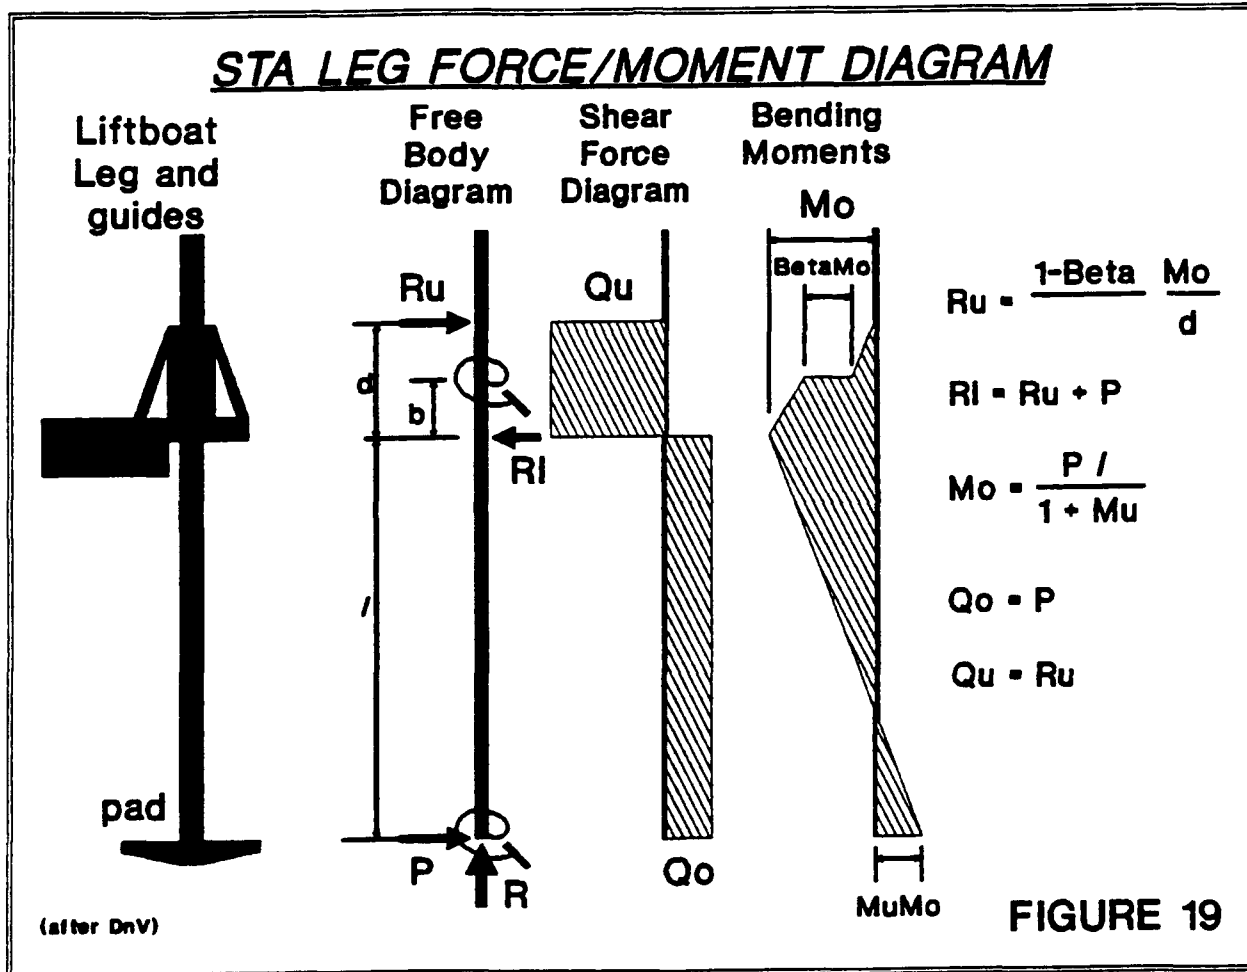 STA LEG FORCE/MOMENT DIAGRAM
Liftboat
Leg and
guides
Free
Body
Diagram
Shear
Force
Diagram
Bending
Moments
Mo
BetaMo
Ru
Qu
d
b
Rl
l
pad
P
R
Qo
MuMo
Ru = 1-Beta Mo
d
Rl = Ru + P
Mo = P l
1 + Mu
Qo = P
Qu = Ru
(after DnV)
FIGURE 19